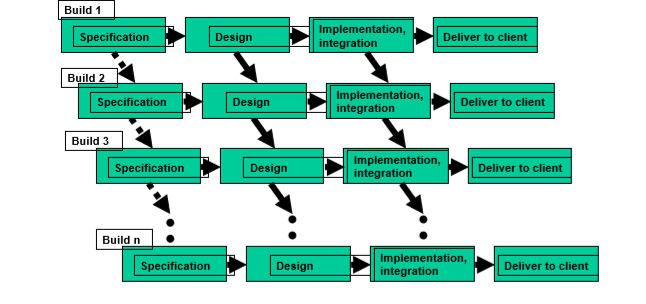 Build 1
Specification
Design
Implementation,
integration
Deliver to client
Build 2
Specification
Design
Implementation,
integration
Deliver to client
Build 3
Specification
Design
Implementation,
integration
Deliver to client
Build n
Specification
Design
Implementation,
integration
Deliver to client